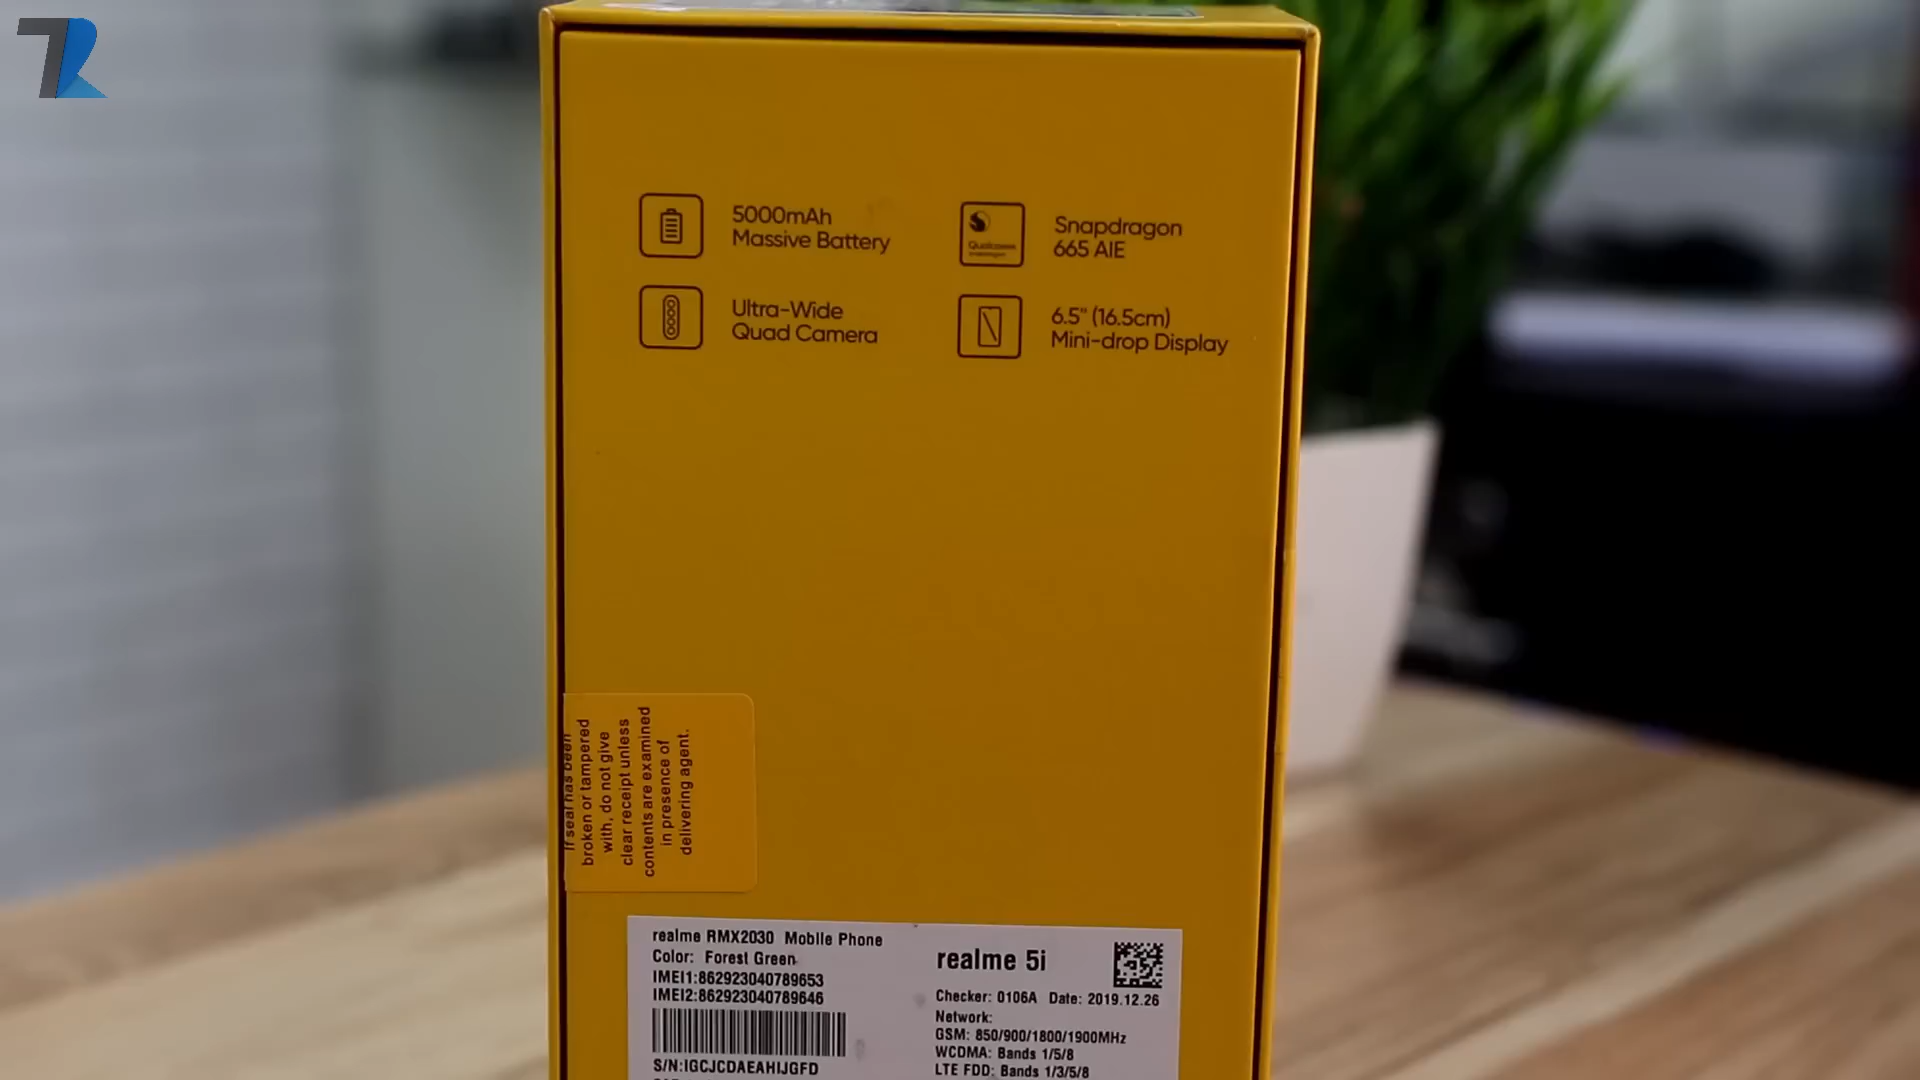 5000mAh
Massive Battery
Snapdragon
665 AIE
Ultra-Wide
Quad Camera
6.5" (16.5cm)
Mini-drop Display
Qualcomm
If seal has been
broken or tampered
with, do not give
clear receipt unless
contents are examined
in presence of
delivering agent.
realme RMX2030 Mobile Phone
Color: Forest Green
IMEI1:862923040789653
IMEI2:862923040789646
S/N:IGCJCDAEAHIJGFD
realme 5i
Checker: 0106A Date: 2019.12.26
Network:
GSM: 850/900/1800/1900MHz
WCDMA: Bands 1/5/8
LTE FDD: Bands 1/3/5/8